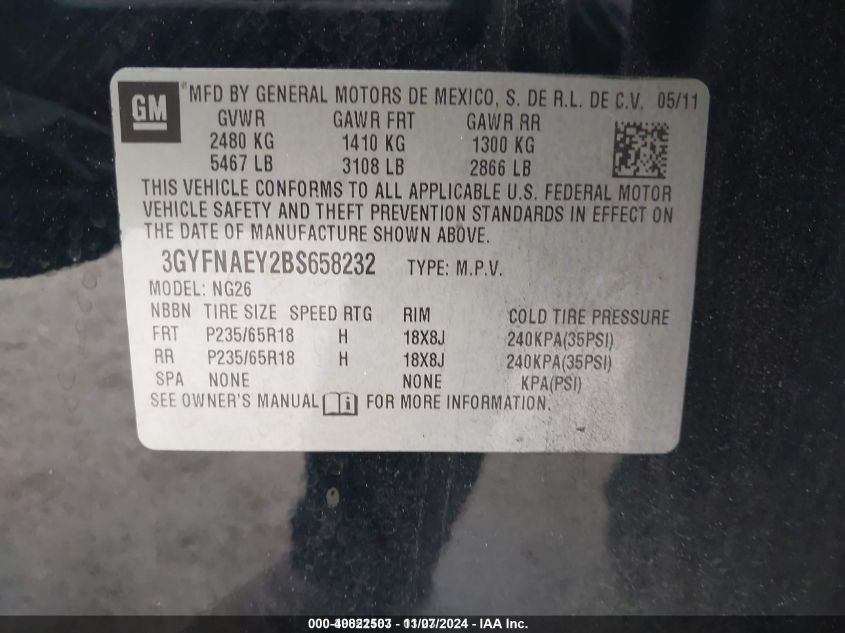 GM
MFD BY GENERAL MOTORS DE MEXICO, S. DE R.L. DE C.V. 05/11
GVWR GAWR FRT GAWR RR
2480 KG 1410 KG 1300 KG
5467 LB 3108 LB 2866 LB
THIS VEHICLE CONFORMS TO ALL APPLICABLE U.S. FEDERAL MOTOR
VEHICLE SAFETY AND THEFT PREVENTION STANDARDS IN EFFECT ON
THE DATE OF MANUFACTURE SHOWN ABOVE.
3GYFNAEY2BS658232 TYPE: M.P.V.
MODEL: NG26
NBBN TIRE SIZE SPEED RTG RIM COLD TIRE PRESSURE
FRT P235/65R18 H 18X8J 240KPA(35PSI)
RR P235/65R18 H 18X8J 240KPA(35PSI)
SPA NONE NONE KPA(PSI)
SEE OWNER'S MANUAL i FOR MORE INFORMATION.
/2024 - IAA Inc.